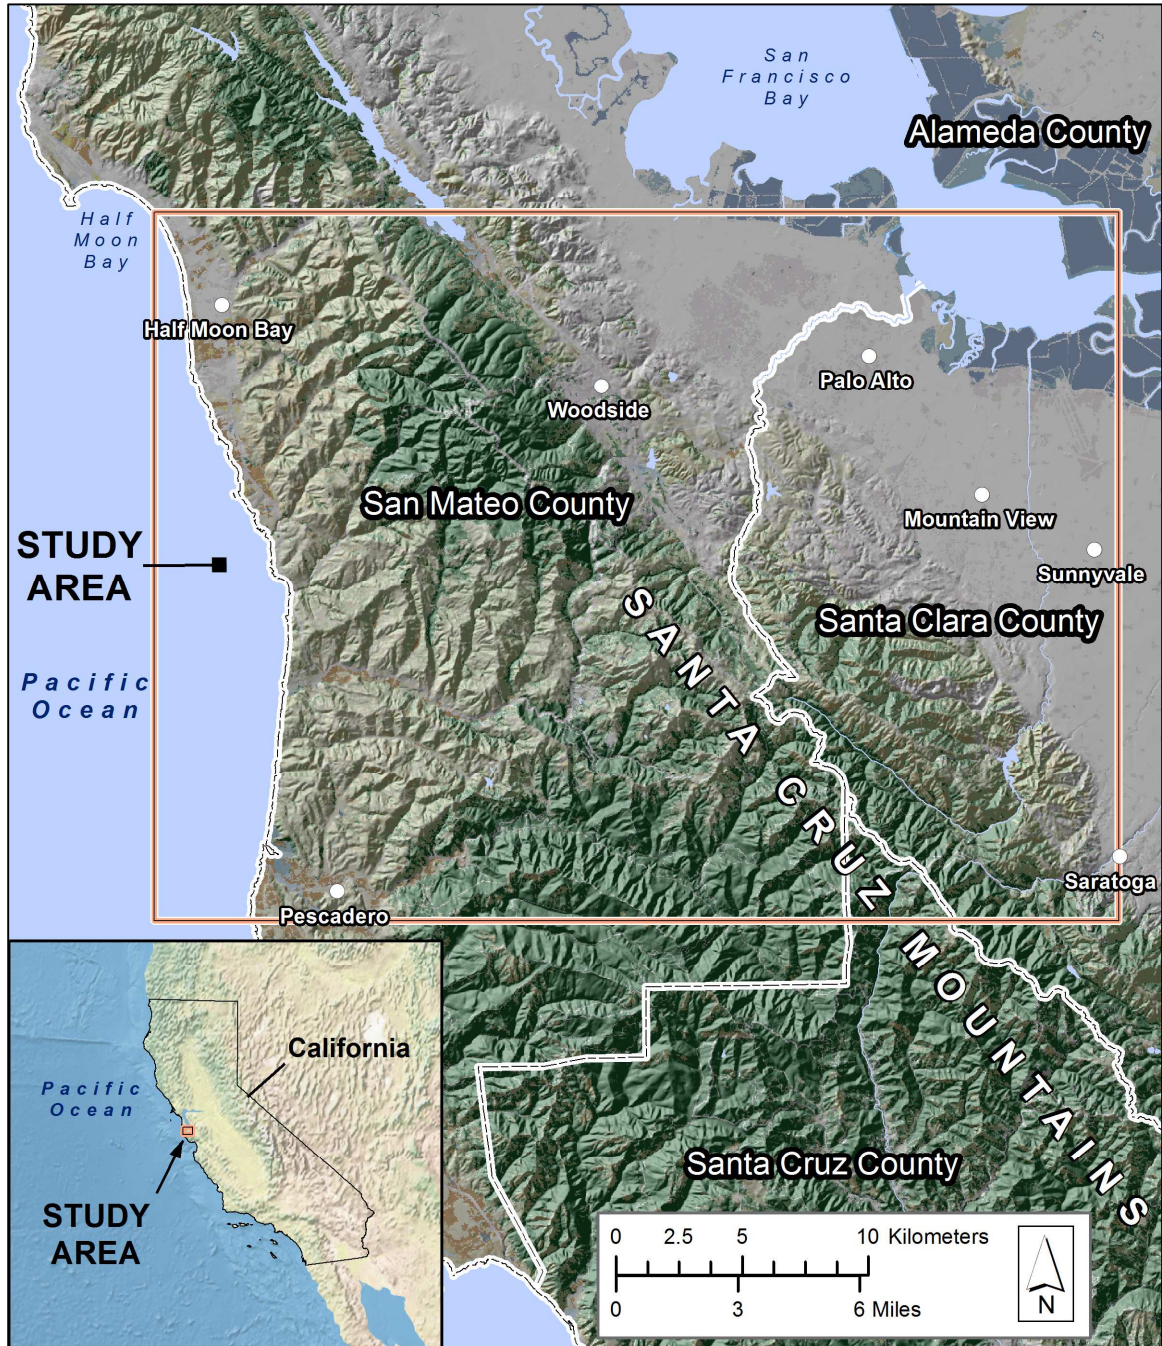 San
Francisco
Bay
Alameda County
Half
Moon
Bay
Half Moon Bay
Palo Alto
Woodside
San Mateo County
Mountain View
STUDY
AREA
Sunnyvale
Santa Clara County
Pacific
Ocean
SANTA CRUZ MOUNTAINS
Saratoga
Pescadero
California
Pacific
Ocean
STUDY
AREA
Santa Cruz County
0 2.5 5 10 Kilometers
0 3 6 Miles
N